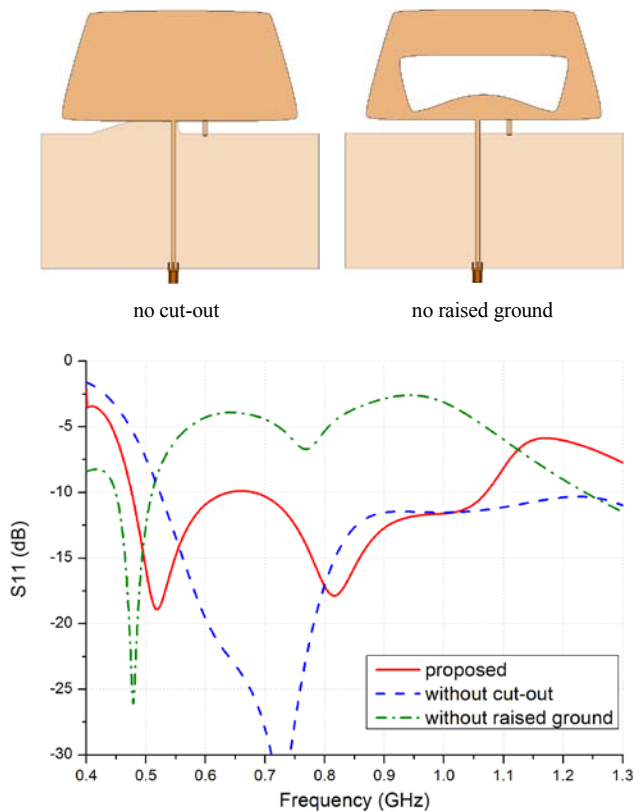 no cut-out
no raised ground
0
-5
-10
-15
-20
-25
-30
S11 (dB)
proposed
without cut-out
without raised ground
0.4 0.5 0.6 0.7 0.8 0.9 1.0 1.1 1.2 1.3
Frequency (GHz)